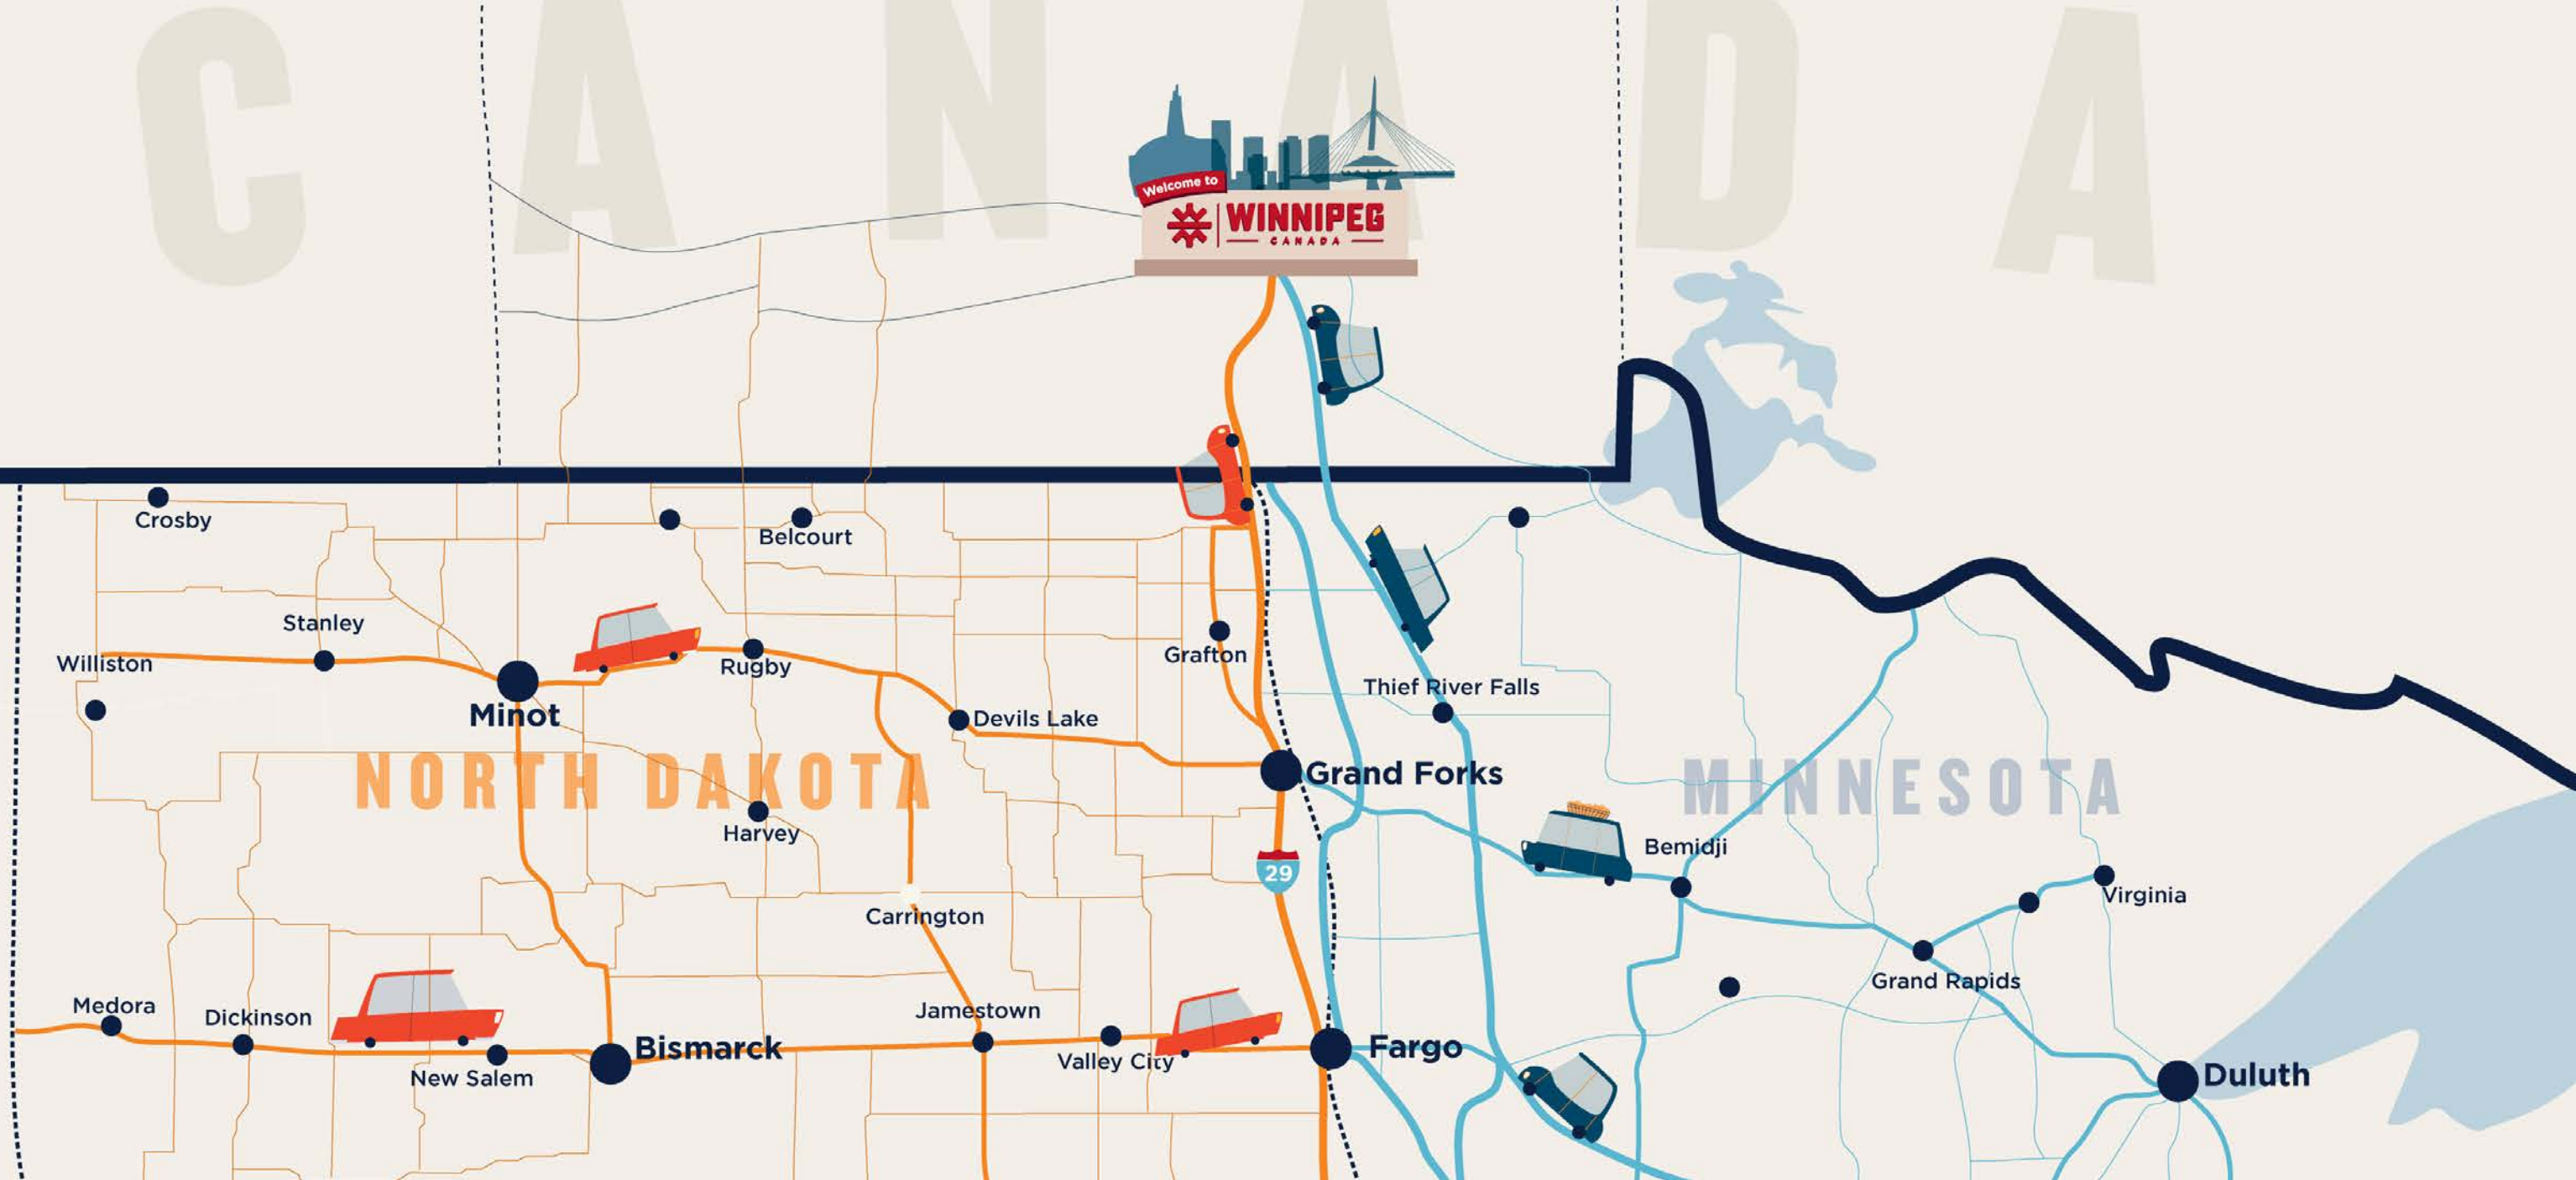 CANADA
Welcome to
WINNIPEG
CANADA
Crosby
Belcourt
Stanley
Williston
Rugby
Grafton
Minot
Devils Lake
Thief River Falls
NORTH DAKOTA
Grand Forks
MINNESOTA
Harvey
Bemidji
29
Virginia
Carrington
Grand Rapids
Medora
Dickinson
Jamestown
Bismarck
Valley City
Fargo
New Salem
Duluth